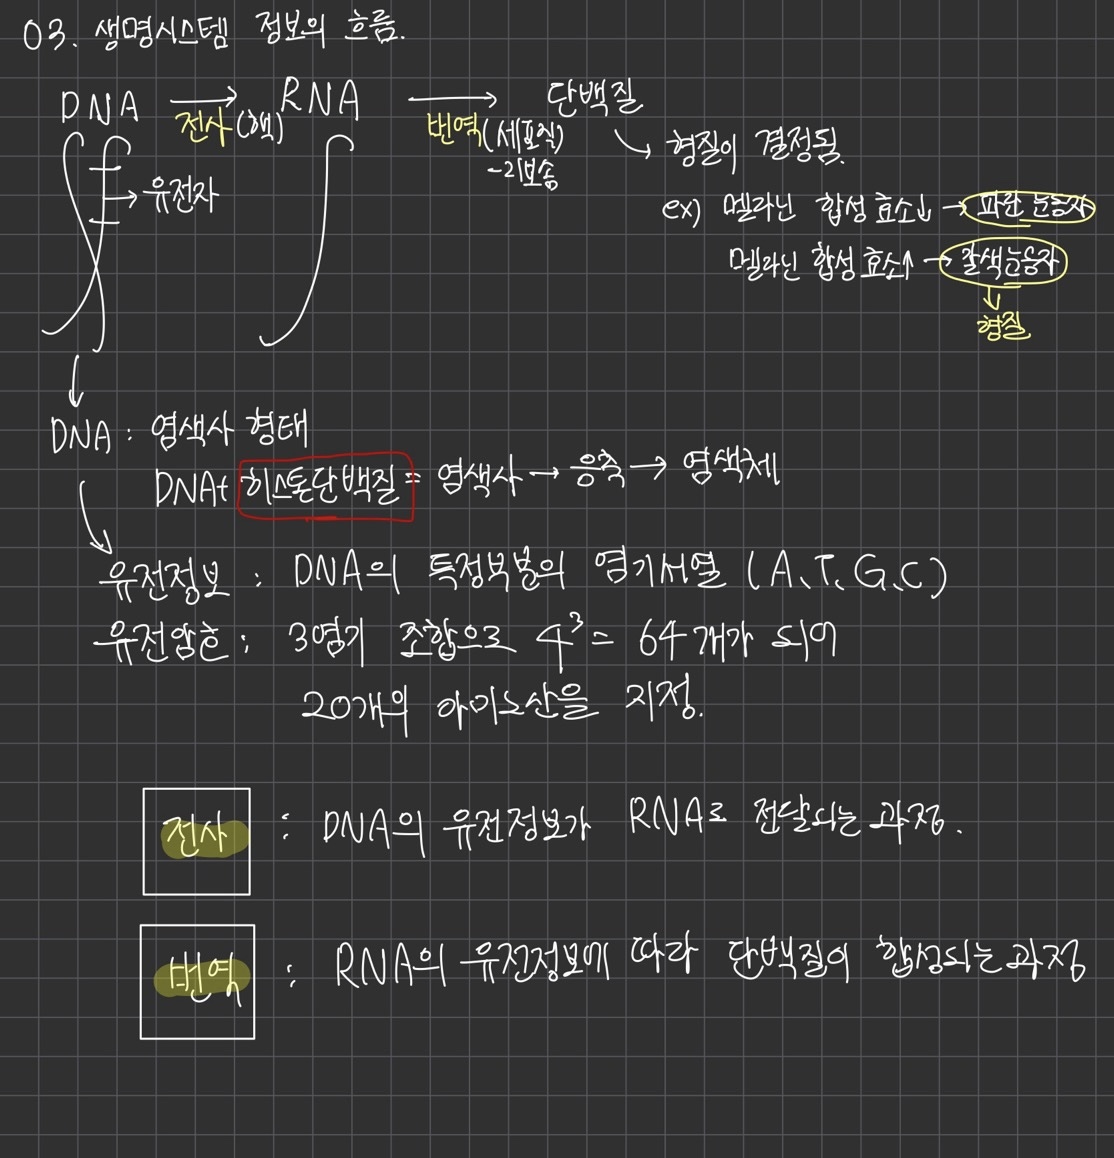 03. 생명시스템 정보의 흐름.
DNA → RNA → 단백질
전사(핵) 번역(세포질)
-리보솜
↘ 형질이 결정됨.
→ 유전자
ex) 멜라닌 합성 효소↓ → 파란 눈동자
멜라닌 합성 효소↑ → 갈색눈동자
↓
형질
↓
DNA : 염색사 형태
DNA+ 히스톤단백질 = 염색사 → 응축 → 염색체
유전정보 : DNA의 특정부분의 염기서열 (A、T、G、C)
유전암호 : 3염기 조합으로 4³ = 64개가 되어
20개의 아미노산을 지정.
전사 : DNA의 유전정보가 RNA로 전달되는 과정.
번역 : RNA의 유전정보에 따라 단백질이 합성되는 과정